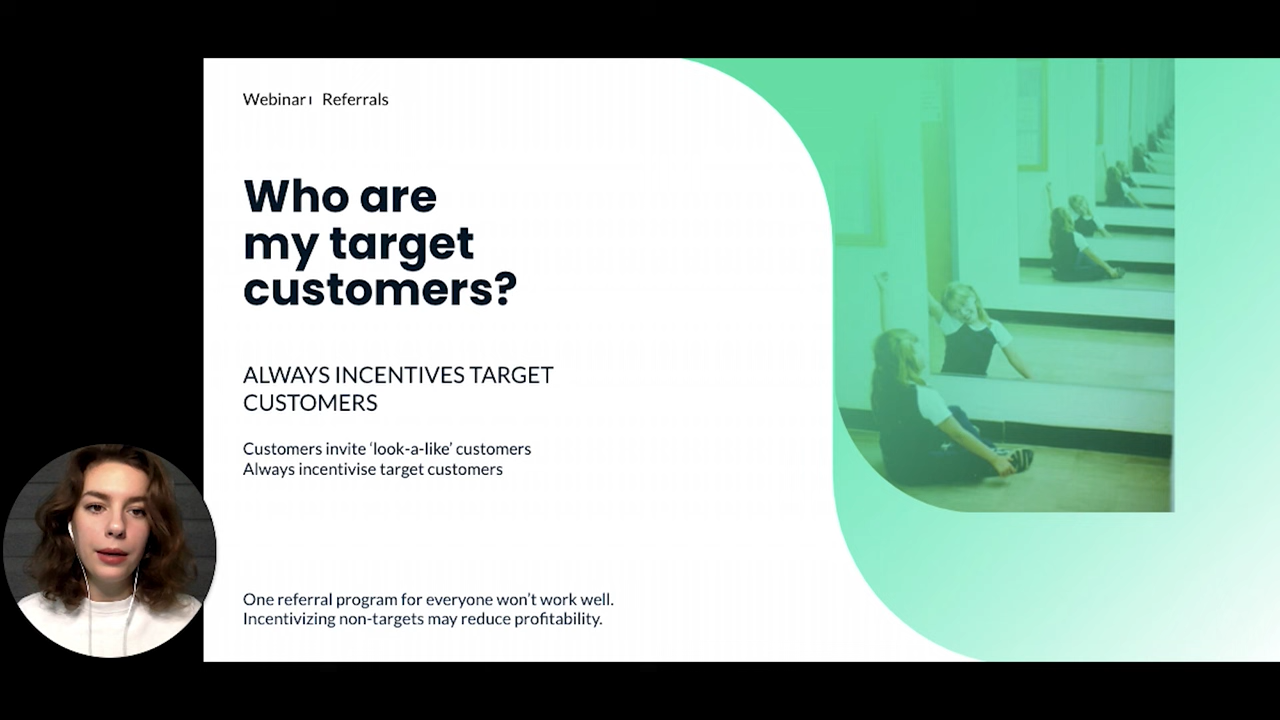 Webinar Referrals
Who are
my target
customers?
ALWAYS INCENTIVES TARGET
CUSTOMERS
Customers invite ‘look-a-like’ customers
Always incentivise target customers
One referral program for everyone won’t work well.
Incentivizing non-targets may reduce profitability.